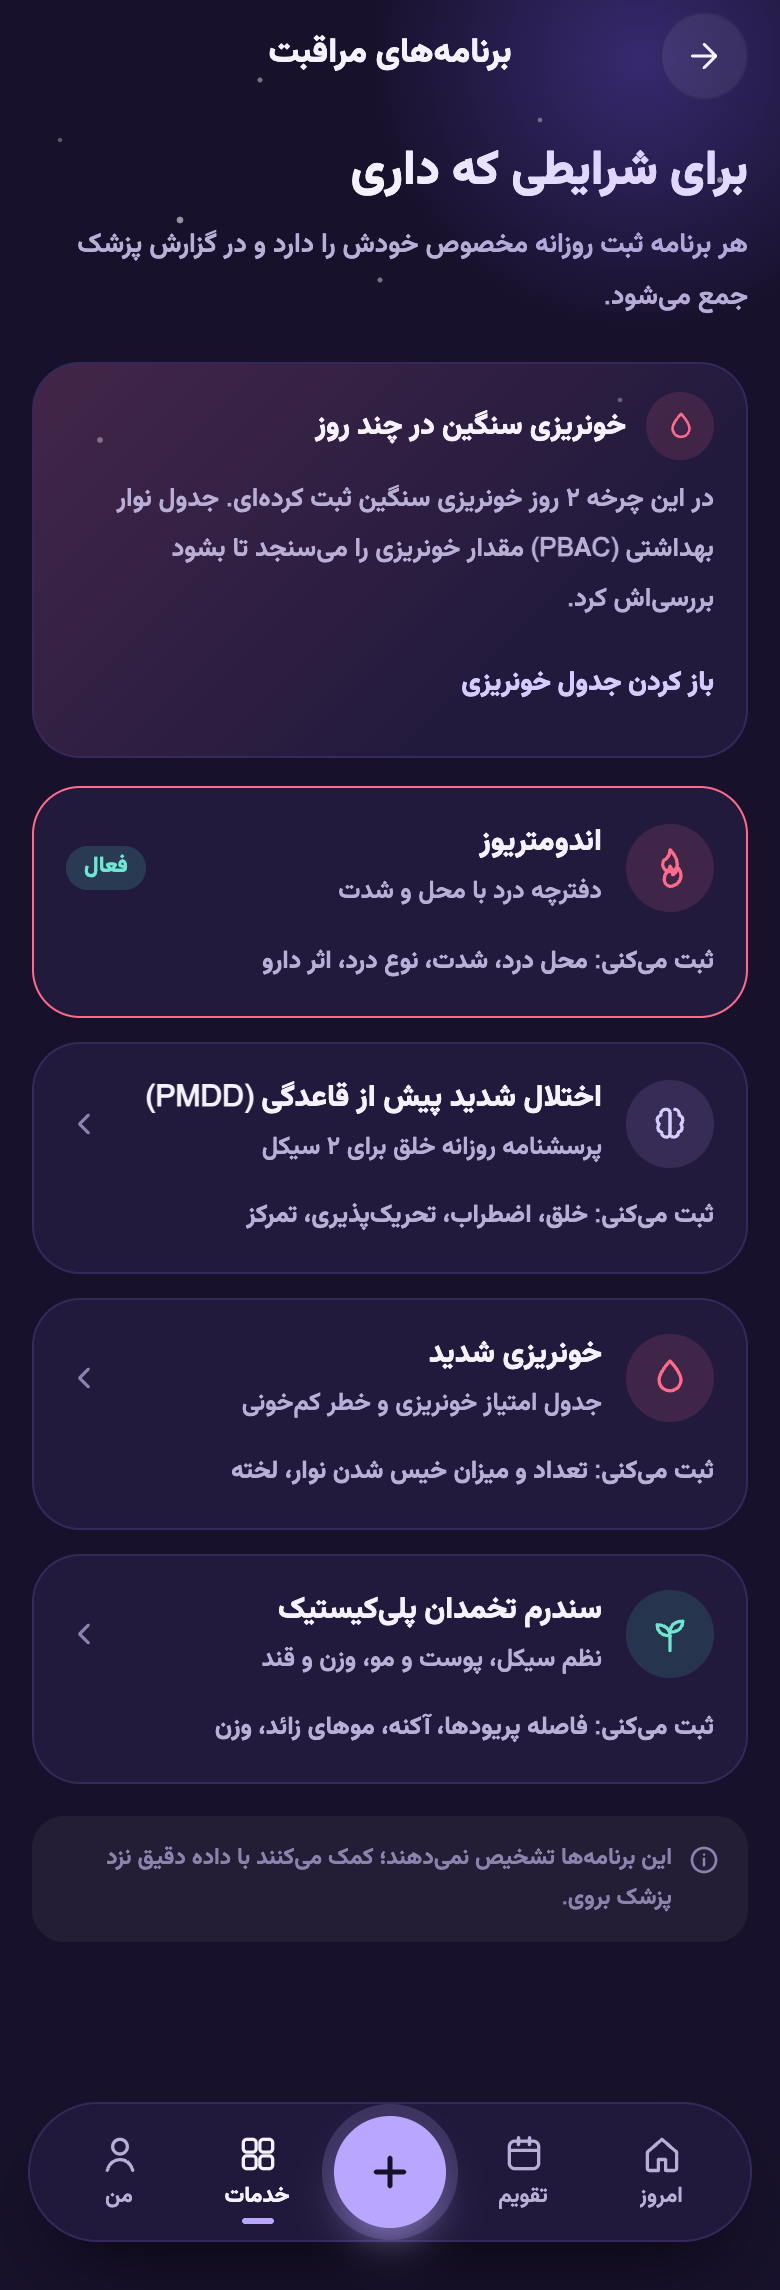 برنامه‌های مراقبت
برای شرایطی که داری
هر برنامه ثبت روزانه مخصوص خودش را دارد و در گزارش پزشک
جمع می‌شود.
خونریزی سنگین در چند روز
در این چرخه ۲ روز خونریزی سنگین ثبت کرده‌ای. جدول نوار
بهداشتی (PBAC) مقدار خونریزی را می‌سنجد تا بشود
بررسی‌اش کرد.
باز کردن جدول خونریزی
اندومتریوز
فعال
دفترچه درد با محل و شدت
ثبت می‌کنی: محل درد، شدت، نوع درد، اثر دارو
اختلال شدید پیش از قاعدگی (PMDD)
پرسشنامه روزانه خلق برای ۲ سیکل
ثبت می‌کنی: خلق، اضطراب، تحریک‌پذیری، تمرکز
خونریزی شدید
جدول امتیاز خونریزی و خطر کم‌خونی
ثبت می‌کنی: تعداد و میزان خیس شدن نوار، لخته
سندرم تخمدان پلی‌کیستیک
نظم سیکل، پوست و مو، وزن و قند
ثبت می‌کنی: فاصله پریودها، آکنه، موهای زائد، وزن
این برنامه‌ها تشخیص نمی‌دهند؛ کمک می‌کنند با داده دقیق نزد
پزشک بروی.
امروز
تقویم
خدمات
من